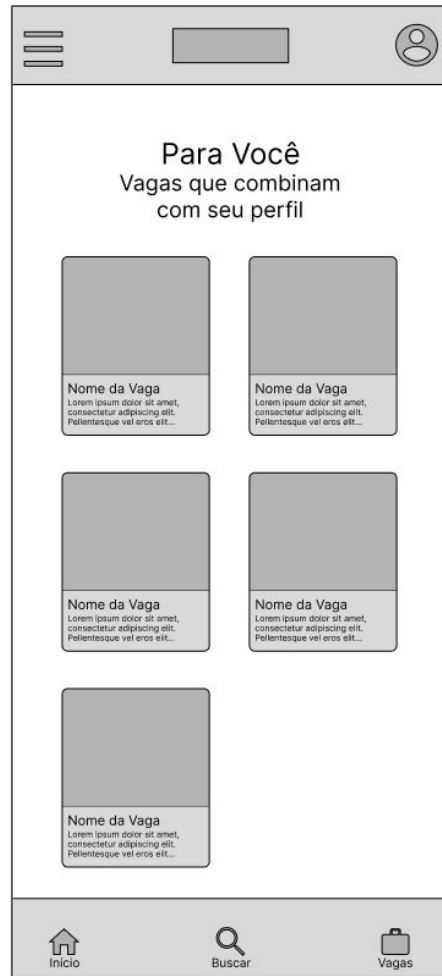 Para Você
Vagas que combinam
com seu perfil
Nome da Vaga
Lorem ipsum dolor sit amet,
consectetur adipiscing elit.
Pellentesque vel eros elit...
Nome da Vaga
Lorem ipsum dolor sit amet,
consectetur adipiscing elit.
Pellentesque vel eros elit...
Nome da Vaga
Lorem ipsum dolor sit amet,
consectetur adipiscing elit.
Pellentesque vel eros elit...
Nome da Vaga
Lorem ipsum dolor sit amet,
consectetur adipiscing elit.
Pellentesque vel eros elit...
Nome da Vaga
Lorem ipsum dolor sit amet,
consectetur adipiscing elit.
Pellentesque vel eros elit...
Início
Buscar
Vagas